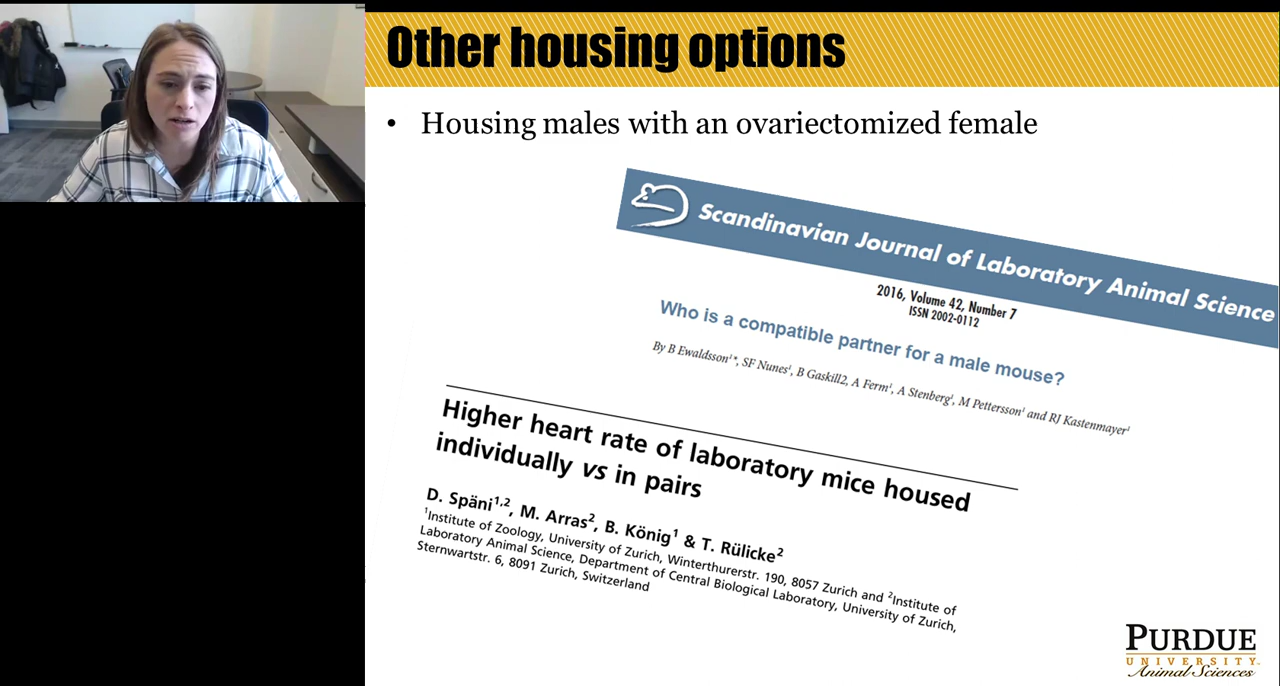 Other housing options
• Housing males with an ovariectomized female
Scandinavian Journal of Laboratory Animal Science
2016, Volume 42, Number 7
ISSN 2002-0112
Who is a compatible partner for a male mouse?
By B Ewaldsson¹*, SF Nunes¹, B Gaskill2, A Ferm¹, A Stenberg¹, M Pettersson¹ and RJ Kastenmayer¹
Higher heart rate of laboratory mice housed
individually vs in pairs
D. Späni¹,², M. Arras², B. König¹ & T. Rülicke²
¹Institute of Zoology, University of Zurich, Winterthurerstr. 190, 8057 Zurich and ²Institute of
Laboratory Animal Science, Department of Central Biological Laboratory, University of Zurich,
Sternwartstr. 6, 8091 Zurich, Switzerland
PURDUE
UNIVERSITY
Animal Sciences